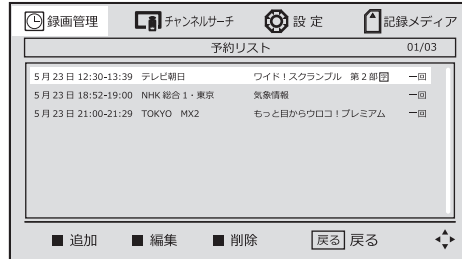 録画管理 チャンネルサーチ 設 定 記録メディア
予約リスト 01/03
5月23日 12:30-13:39 テレビ朝日 ワイド！スクランブル 第２部字 一回
5月23日 18:52-19:00 NHK総合1・東京 気象情報 一回
5月23日 21:00-21:29 TOKYO MX2 もっと目からウロコ！プレミアム 一回
■ 追加 ■ 編集 ■ 削除 戻る 戻る